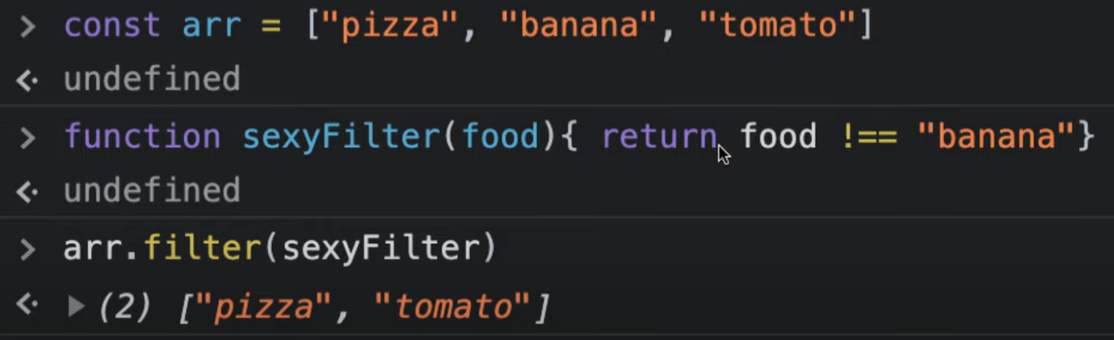 > const arr = ["pizza", "banana", "tomato"]
undefined
> function sexyFilter(food){ return food !== "banana"}
undefined
> arr.filter(sexyFilter)
(2) ["pizza", "tomato"]